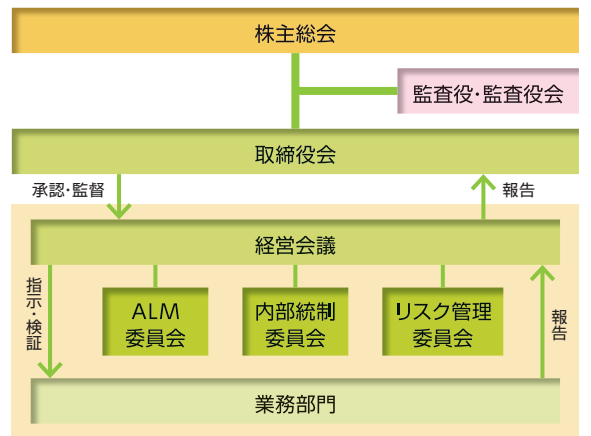 株主総会
監査役・監査役会
取締役会
承認・監督
報告
経営会議
指示・検証
ALM
委員会
内部統制
委員会
リスク管理
委員会
報告
業務部門